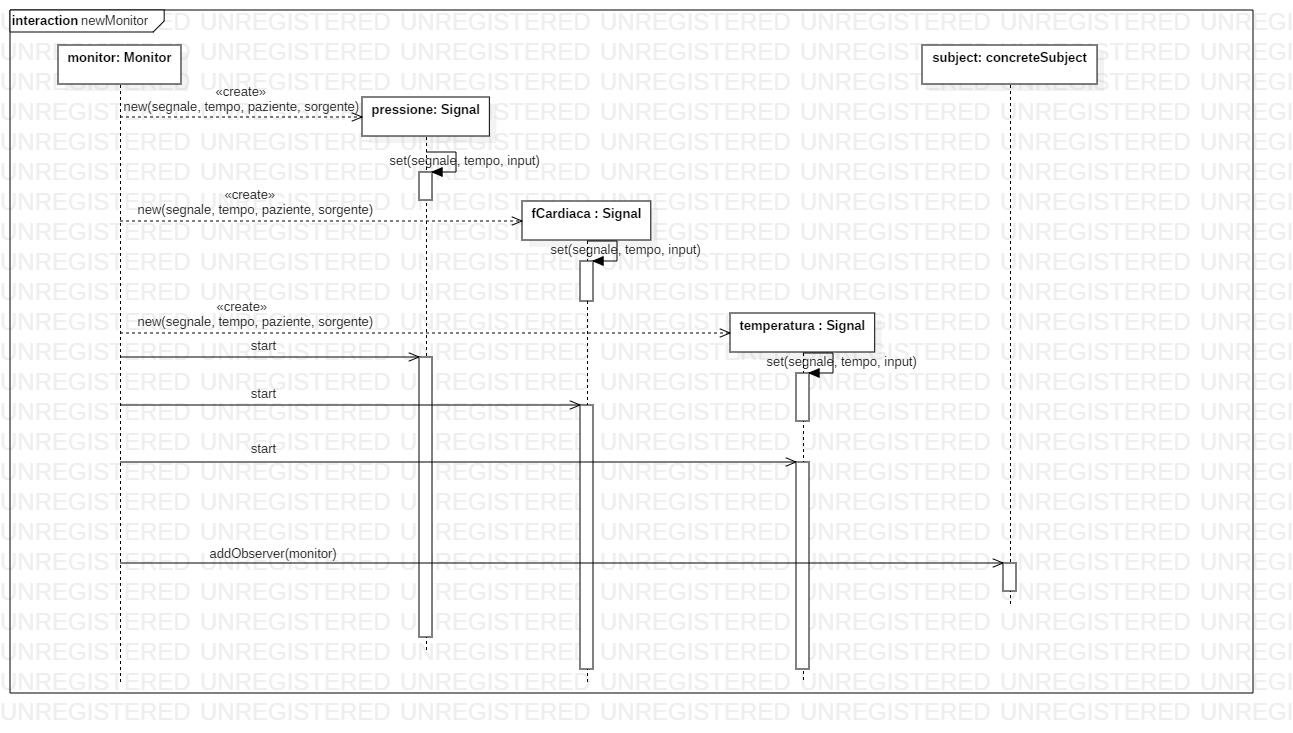 interaction newMonitor
monitor: Monitor
subject: concreteSubject
«create»
new(segnale, tempo, paziente, sorgente)
pressione: Signal
set(segnale, tempo, input)
«create»
new(segnale, tempo, paziente, sorgente)
fCardiaca : Signal
set(segnale, tempo, input)
«create»
new(segnale, tempo, paziente, sorgente)
temperatura : Signal
start
set(segnale, tempo, input)
start
start
addObserver(monitor)
UNREGISTERED UNREGISTERED UNREGISTERED UNREGISTERED UNREGISTERED UNREGISTERED UNREGI